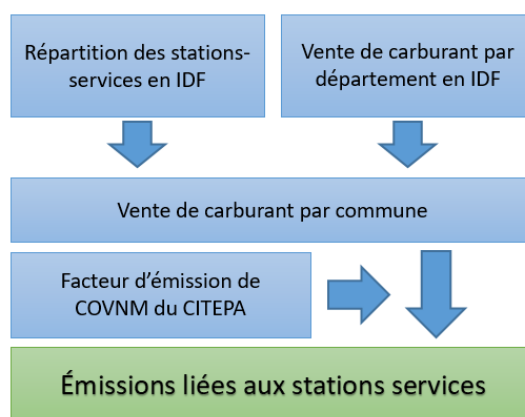 Répartition des stations-
services en IDF
Vente de carburant par
département en IDF
Vente de carburant par commune
Facteur d'émission de
COVNM du CITEPA
Émissions liées aux stations services